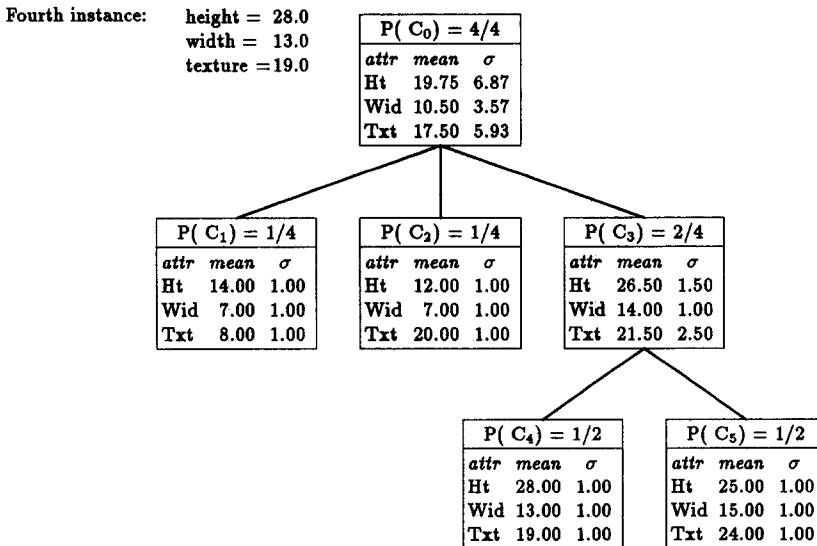 Fourth instance: height = 28.0
width = 13.0
texture = 19.0
P( C₀) = 4/4
attr mean σ
Ht 19.75 6.87
Wid 10.50 3.57
Txt 17.50 5.93
P( C₁) = 1/4
attr mean σ
Ht 14.00 1.00
Wid 7.00 1.00
Txt 8.00 1.00
P( C₂) = 1/4
attr mean σ
Ht 12.00 1.00
Wid 7.00 1.00
Txt 20.00 1.00
P( C₃) = 2/4
attr mean σ
Ht 26.50 1.50
Wid 14.00 1.00
Txt 21.50 2.50
P( C₄) = 1/2
attr mean σ
Ht 28.00 1.00
Wid 13.00 1.00
Txt 19.00 1.00
P( C₅) = 1/2
attr mean σ
Ht 25.00 1.00
Wid 15.00 1.00
Txt 24.00 1.00